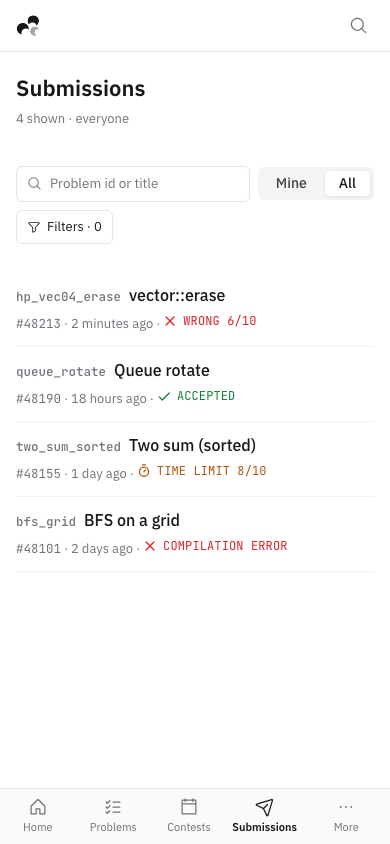 Submissions
4 shown · everyone
Problem id or title
Mine All
Filters · 0
hp_vec04_erase vector::erase
#48213 · 2 minutes ago · WRONG 6/10
queue_rotate Queue rotate
#48190 · 18 hours ago · ACCEPTED
two_sum_sorted Two sum (sorted)
#48155 · 1 day ago · TIME LIMIT 8/10
bfs_grid BFS on a grid
#48101 · 2 days ago · COMPILATION ERROR
Home Problems Contests Submissions More